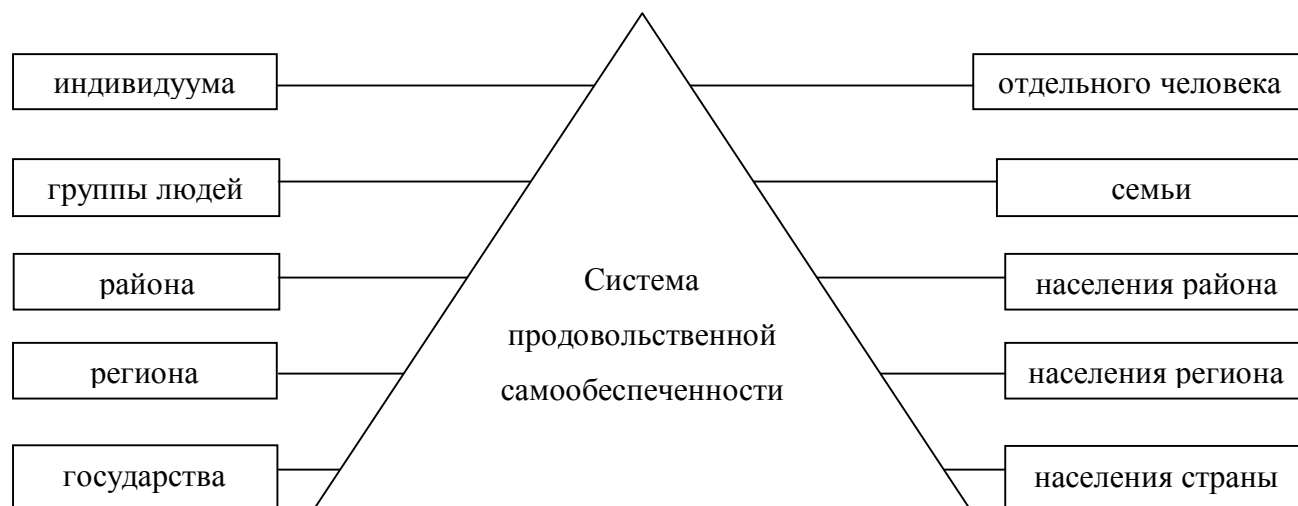 индивидуума
отдельного человека
группы людей
семьи
района
Система
населения района
продовольственной
региона
населения региона
самообеспеченности
государства
населения страны